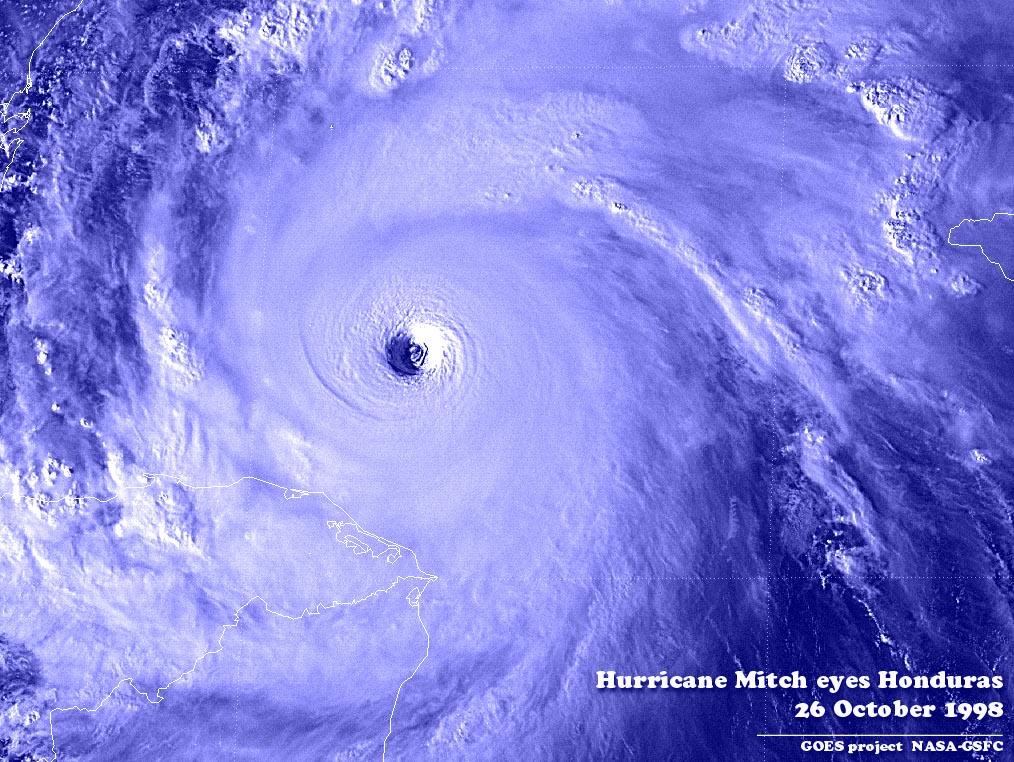 Hurricane Mitch eyes Honduras
26 October 1998
GOES project NASA-GSFC